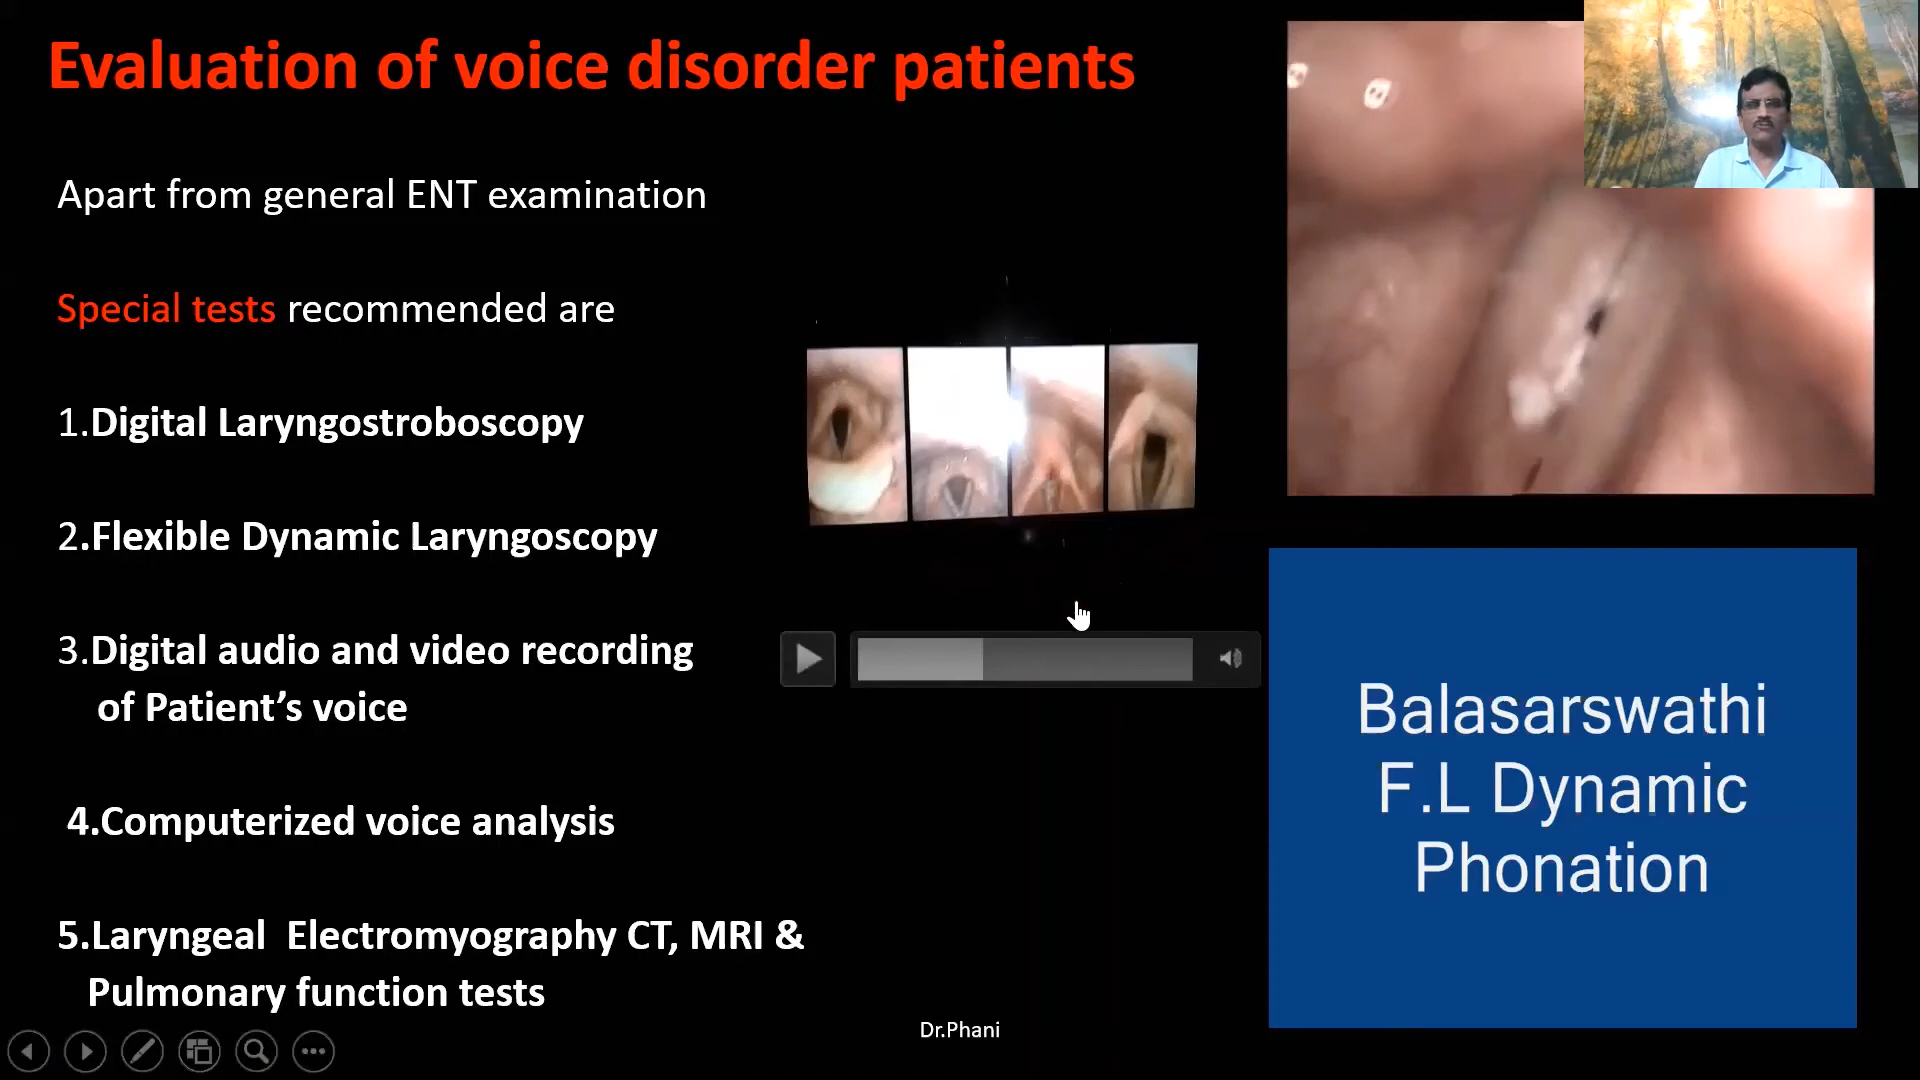 Evaluation of voice disorder patients
Apart from general ENT examination
Special tests recommended are
1.Digital Laryngostroboscopy
2.Flexible Dynamic Laryngoscopy
3.Digital audio and video recording
of Patient’s voice
4.Computerized voice analysis
5.Laryngeal Electromyography CT, MRI &
Pulmonary function tests
Balasarswathi
F.L Dynamic
Phonation
Dr.Phani